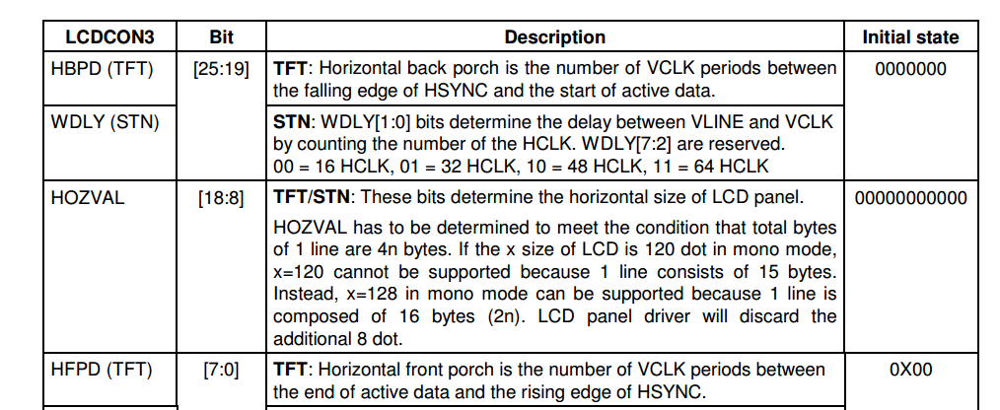 LCDCON3 Bit Description Initial state
HBPD (TFT) [25:19] TFT: Horizontal back porch is the number of VCLK periods between 0000000
the falling edge of HSYNC and the start of active data.
WDLY (STN) STN: WDLY[1:0] bits determine the delay between VLINE and VCLK
by counting the number of the HCLK. WDLY[7:2] are reserved.
00 = 16 HCLK, 01 = 32 HCLK, 10 = 48 HCLK, 11 = 64 HCLK
HOZVAL [18:8] TFT/STN: These bits determine the horizontal size of LCD panel. 00000000000
HOZVAL has to be determined to meet the condition that total bytes
of 1 line are 4n bytes. If the x size of LCD is 120 dot in mono mode,
x=120 cannot be supported because 1 line consists of 15 bytes.
Instead, x=128 in mono mode can be supported because 1 line is
composed of 16 bytes (2n). LCD panel driver will discard the
additional 8 dot.
HFPD (TFT) [7:0] TFT: Horizontal front porch is the number of VCLK periods between 0X00
the end of active data and the rising edge of HSYNC.